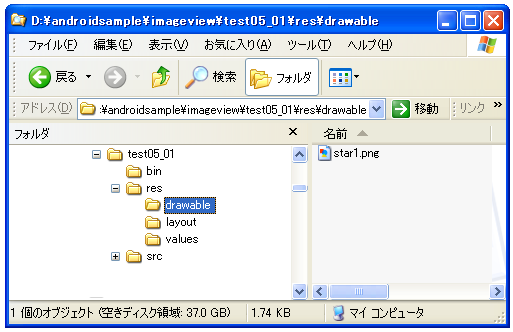 D:¥androidsample¥imageview¥test05_01¥res¥drawable
ファイル(F) 編集(E) 表示(V) お気に入り(A) ツール(T) ヘルプ(H)
戻る 検索 フォルダ
アドレス(D) :¥androidsample¥imageview¥test05_01¥res¥drawable 移動 リンク »
フォルダ × 名前
test05_01 star1.png
bin
res
drawable
layout
values
src
1 個のオブジェクト (空きディスク領域: 37.0 GB) 1.74 KB マイ コンピュータ